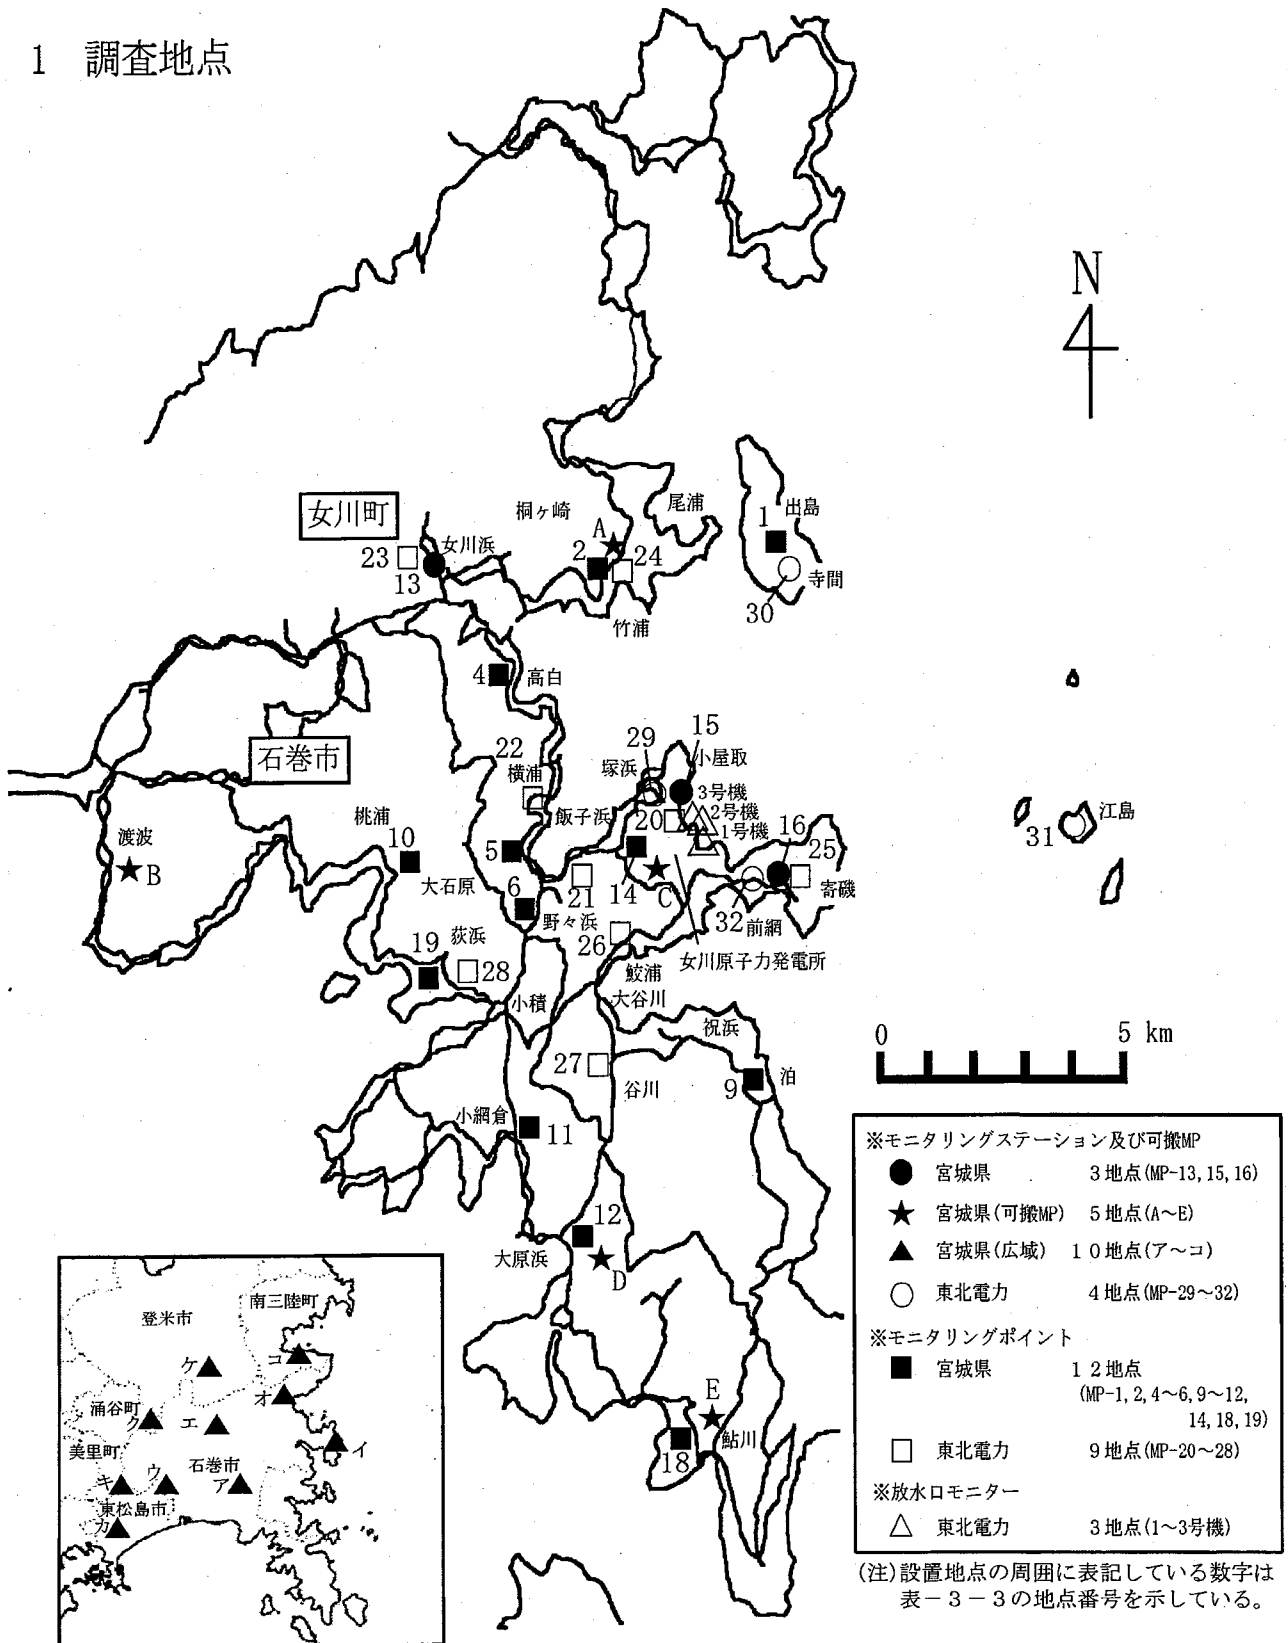 1 調査地点
N
尾浦
桐ヶ崎
出島
1
A
女川町
女川浜
2
24
23
13
寺間
30
竹浦
4
高白
15
29
小屋取
22
塚浜
石巻市
横浦
3号機
2号機
江島
飯子浜
20
1号機
16
31
桃浦
渡波
10
25
5
B
大石原
6
21
14
C
寄磯
32
前網
野々浜
26
19
荻浜
28
女川原子力発電所
鮫浦
大谷川
小積
祝浜
0
5 km
27
谷川
9
泊
小網倉
11
12
大原浜
D
E
鮎川
18
※モニタリングステーション及び可搬MP
● 宮城県 3地点(MP-13,15,16)
★ 宮城県(可搬MP) 5地点(A～E)
▲ 宮城県(広域) 10地点(ア～コ)
○ 東北電力 4地点(MP-29～32)
※モニタリングポイント
■ 宮城県 12地点
(MP-1,2,4～6,9～12,
14,18,19)
□ 東北電力 9地点(MP-20～28)
※放水口モニター
△ 東北電力 3地点(1～3号機)
(注)設置地点の周囲に表記している数字は
表－3－3の地点番号を示している。
南三陸町
登米市
コ
ケ
オ
涌谷町
ク
エ
美里町
イ
石巻市
キ
ウ
ア
東松島市
カ